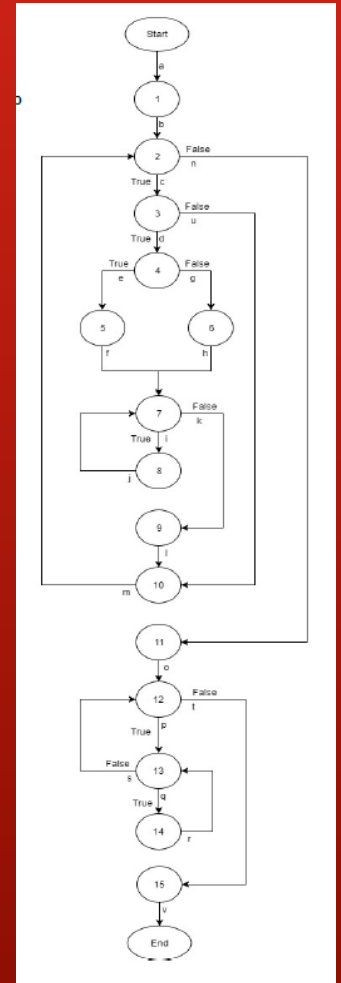 Start
a
1
b
2
False
n
True c
3
False
u
True d
4
True
e
False
g
5
6
f
h
7
False
k
True i
8
j
9
l
10
m
11
o
12
False
t
p
True
13
False
s
q
True
14
r
15
v
End